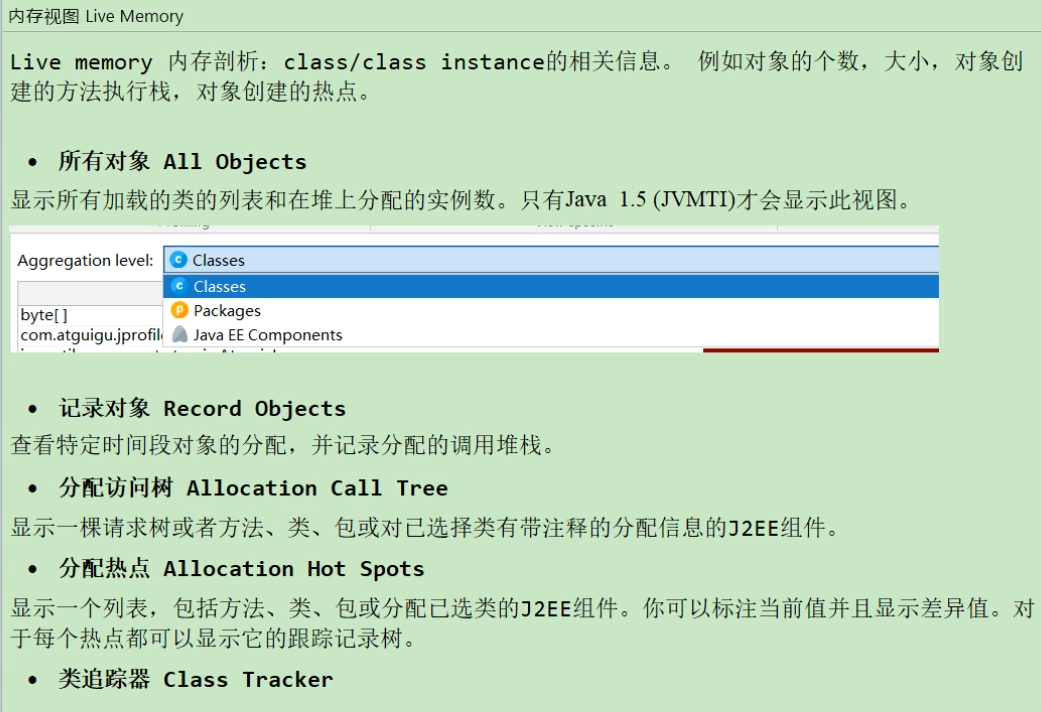 内存视图 Live Memory
Live memory 内存剖析：class/class instance的相关信息。 例如对象的个数，大小，对象创
建的方法执行栈，对象创建的热点。
• 所有对象 All Objects
显示所有加载的类的列表和在堆上分配的实例数。只有Java 1.5 (JVMTI)才会显示此视图。
Aggregation level: Classes
Classes
byte[ ]
Packages
com.atguigu.jprofile
Java EE Components
• 记录对象 Record Objects
查看特定时间段对象的分配，并记录分配的调用堆栈。
• 分配访问树 Allocation Call Tree
显示一棵请求树或者方法、类、包或对已选择类有带注释的分配信息的J2EE组件。
• 分配热点 Allocation Hot Spots
显示一个列表，包括方法、类、包或分配已选类的J2EE组件。你可以标注当前值并且显示差异值。对
于每个热点都可以显示它的跟踪记录树。
• 类追踪器 Class Tracker